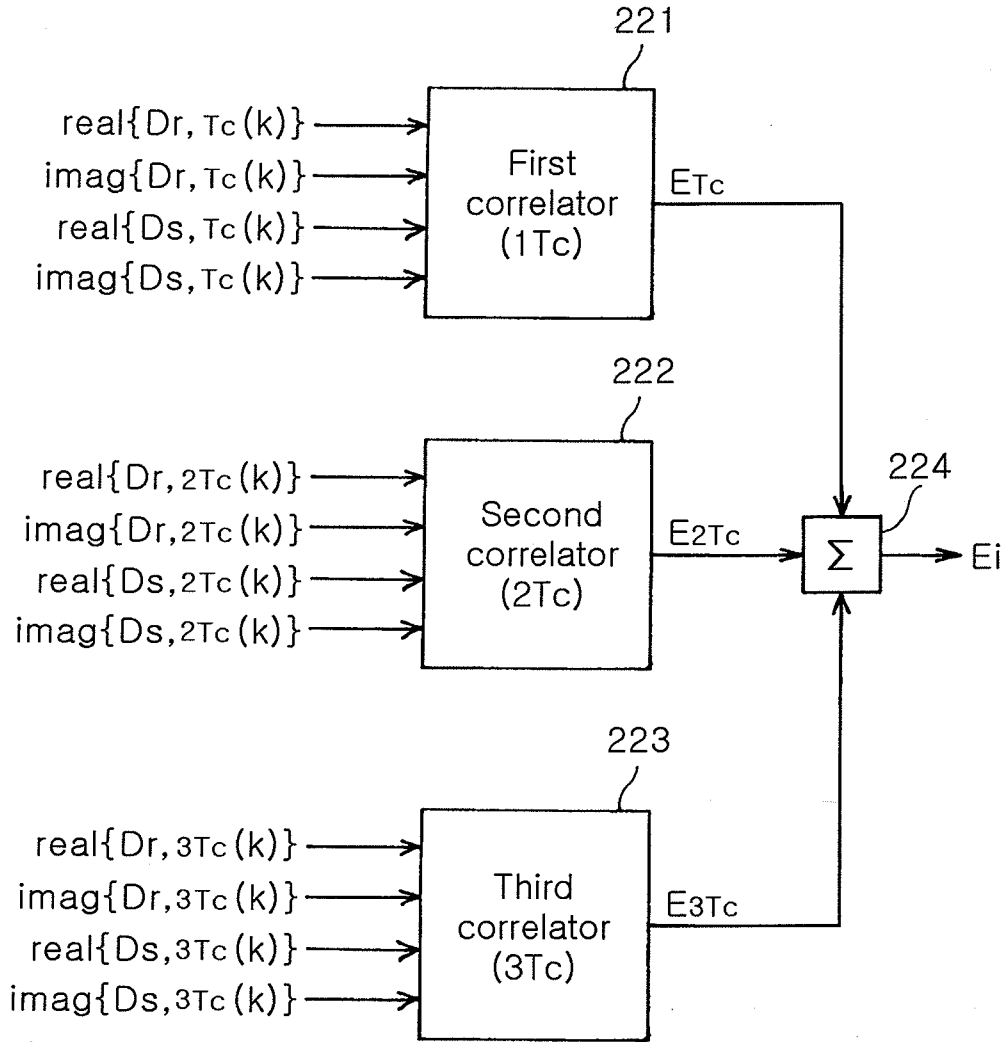 221
real{Dr, Tc(k)}
imag{Dr, Tc(k)}
real{Ds, Tc(k)}
imag{Ds, Tc(k)}
First
correlator
(1Tc)
ETc
222
real{Dr, 2Tc(k)}
imag{Dr, 2Tc(k)}
real{Ds, 2Tc(k)}
imag{Ds, 2Tc(k)}
Second
correlator
(2Tc)
E2Tc
224
Σ
Ei
223
real{Dr, 3Tc(k)}
imag{Dr, 3Tc(k)}
real{Ds, 3Tc(k)}
imag{Ds, 3Tc(k)}
Third
correlator
(3Tc)
E3Tc